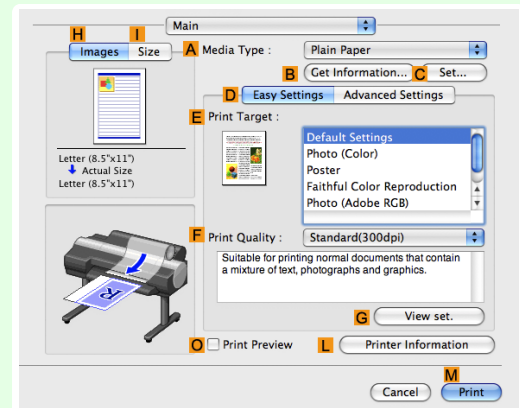 Main
H
I
Images
Size
A
Media Type :
Plain Paper
B
Get Information...
C
Set...
D
Easy Settings
Advanced Settings
E
Print Target :
Default Settings
Photo (Color)
Poster
Faithful Color Reproduction
Photo (Adobe RGB)
Letter (8.5"x11")
Actual Size
Letter (8.5"x11")
F
Print Quality :
Standard(300dpi)
Suitable for printing normal documents that contain
a mixture of text, photographs and graphics.
G
View set.
O
Print Preview
L
Printer Information
M
Cancel
Print